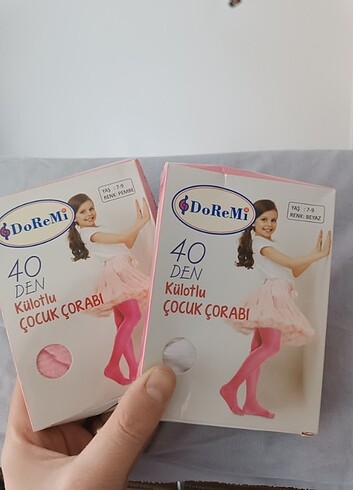 DoReMi
YAŞ : 7-9
RENK: PEMBE
40
DEN
Külotlu
ÇOCUK ÇORABI
DoReMi
YAŞ : 7-9
RENK: BEYAZ
40
DEN
Külotlu
ÇOCUK ÇORABI